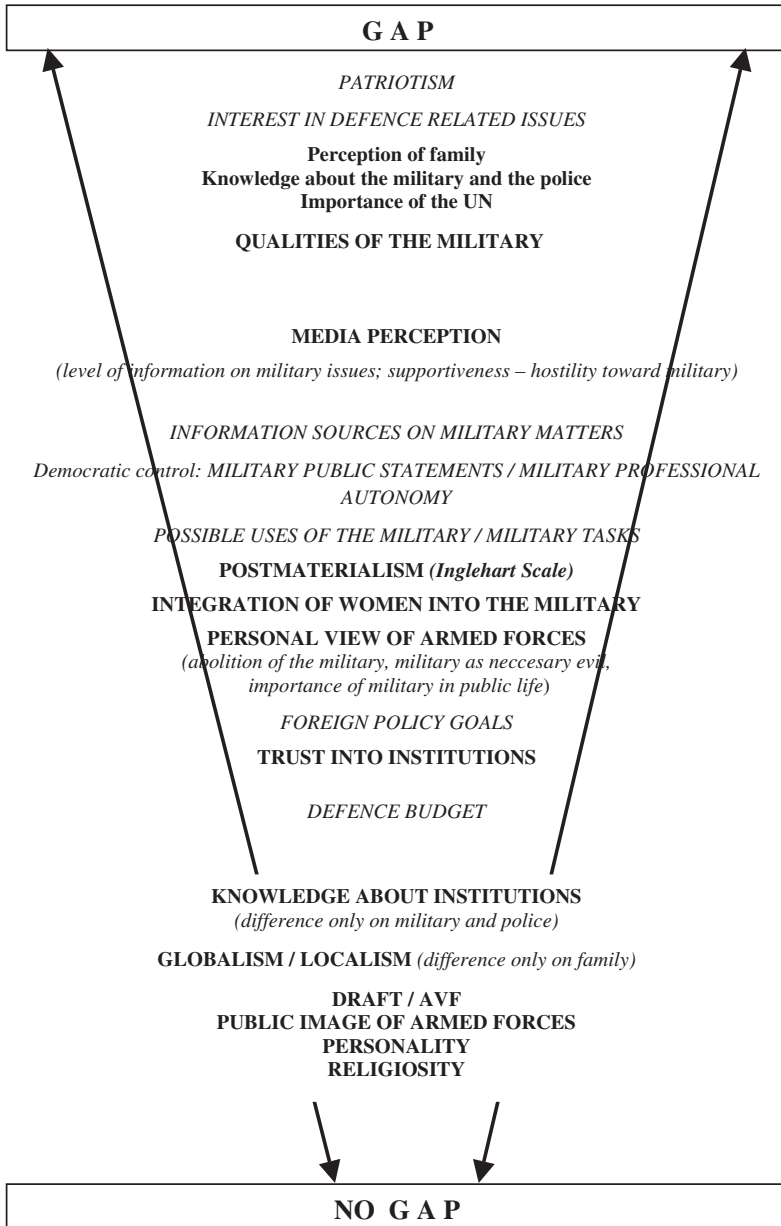 G A P
PATRIOTISM
INTEREST IN DEFENCE RELATED ISSUES
Perception of family
Knowledge about the military and the police
Importance of the UN
QUALITIES OF THE MILITARY
MEDIA PERCEPTION
(level of information on military issues; supportiveness – hostility toward military)
INFORMATION SOURCES ON MILITARY MATTERS
Democratic control: MILITARY PUBLIC STATEMENTS / MILITARY PROFESSIONAL
AUTONOMY
POSSIBLE USES OF THE MILITARY / MILITARY TASKS
POSTMATERIALISM (Inglehart Scale)
INTEGRATION OF WOMEN INTO THE MILITARY
PERSONAL VIEW OF ARMED FORCES
(abolition of the military, military as neccesary evil,
importance of military in public life)
FOREIGN POLICY GOALS
TRUST INTO INSTITUTIONS
DEFENCE BUDGET
KNOWLEDGE ABOUT INSTITUTIONS
(difference only on military and police)
GLOBALISM / LOCALISM (difference only on family)
DRAFT / AVF
PUBLIC IMAGE OF ARMED FORCES
PERSONALITY
RELIGIOSITY
NO G A P